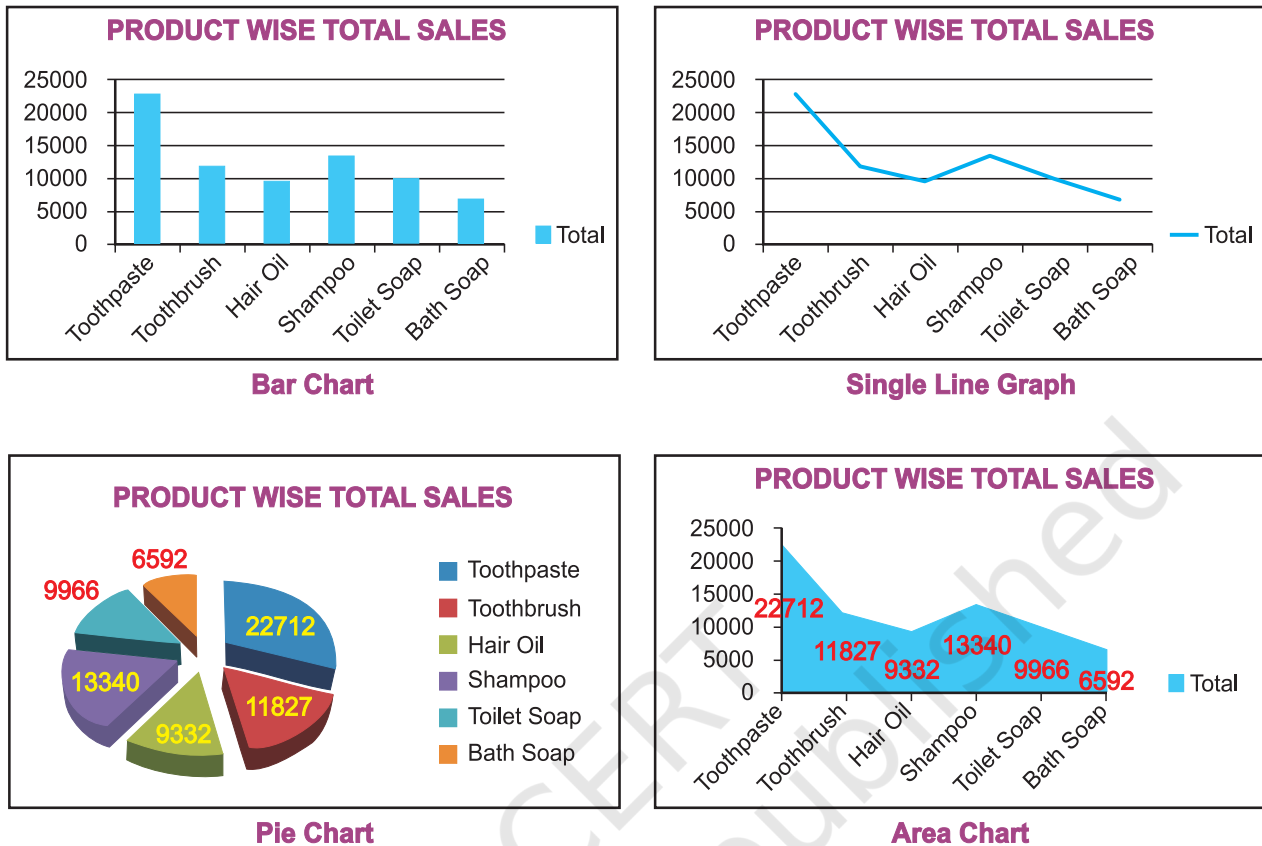 PRODUCT WISE TOTAL SALES
25000
20000
15000
10000
5000
0
Total
Toothpaste
Toothbrush
Hair Oil
Shampoo
Toilet Soap
Bath Soap
Bar Chart
PRODUCT WISE TOTAL SALES
25000
20000
15000
10000
5000
0
Total
Toothpaste
Toothbrush
Hair Oil
Shampoo
Toilet Soap
Bath Soap
Single Line Graph
PRODUCT WISE TOTAL SALES
6592
9966
22712
13340
11827
9332
Toothpaste
Toothbrush
Hair Oil
Shampoo
Toilet Soap
Bath Soap
Pie Chart
PRODUCT WISE TOTAL SALES
25000
20000
15000
10000
5000
0
22712
11827
9332
13340
9966
6592
Total
Toothpaste
Toothbrush
Hair Oil
Shampoo
Toilet Soap
Bath Soap
Area Chart
CERT